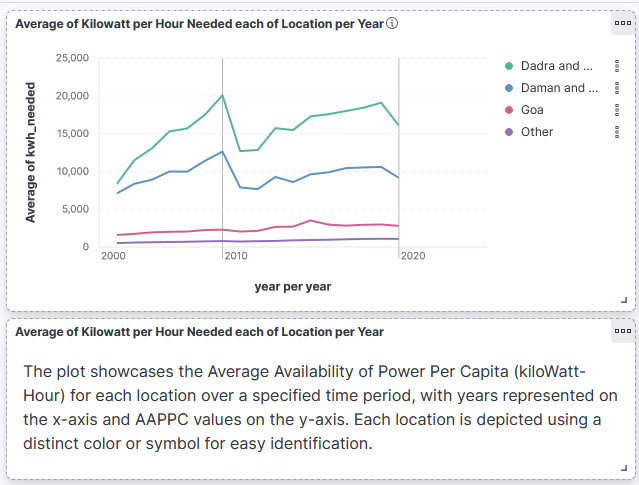 Average of Kilowatt per Hour Needed each of Location per Year
25,000
20,000
15,000
10,000
5,000
0
Average of kwh_needed
2000
2010
2020
year per year
Dadra and ...
Daman and ...
Goa
Other
Average of Kilowatt per Hour Needed each of Location per Year
The plot showcases the Average Availability of Power Per Capita (kiloWatt-
Hour) for each location over a specified time period, with years represented on
the x-axis and AAPPC values on the y-axis. Each location is depicted using a
distinct color or symbol for easy identification.